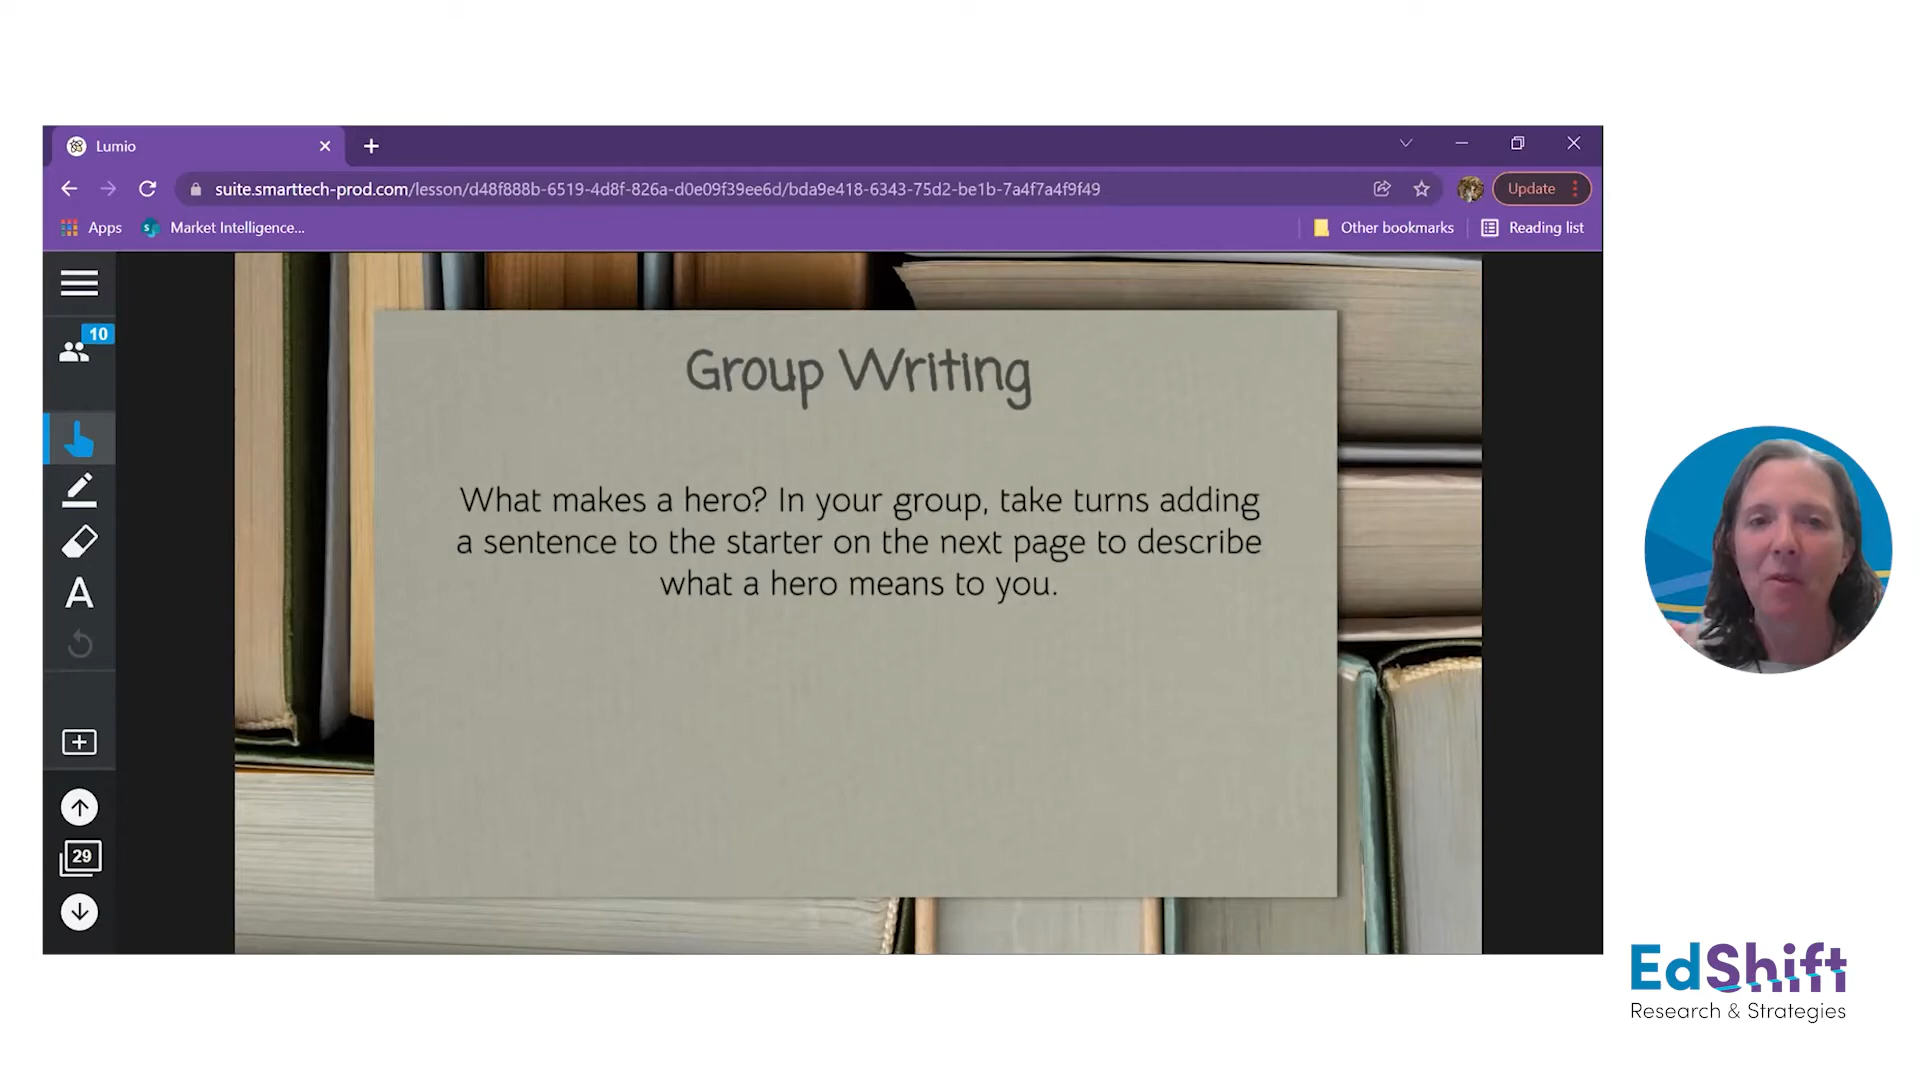 Lumio
suite.smarttech-prod.com/lesson/d48f888b-6519-4d8f-826a-d0e09f39ee6d/bda9e418-6343-75d2-be1b-7a4f7a4f9f49
Update
Apps
Market Intelligence...
Other bookmarks
Reading list
10
Group Writing
What makes a hero? In your group, take turns adding
a sentence to the starter on the next page to describe
what a hero means to you.
A
29
EdShift
Research & Strategies